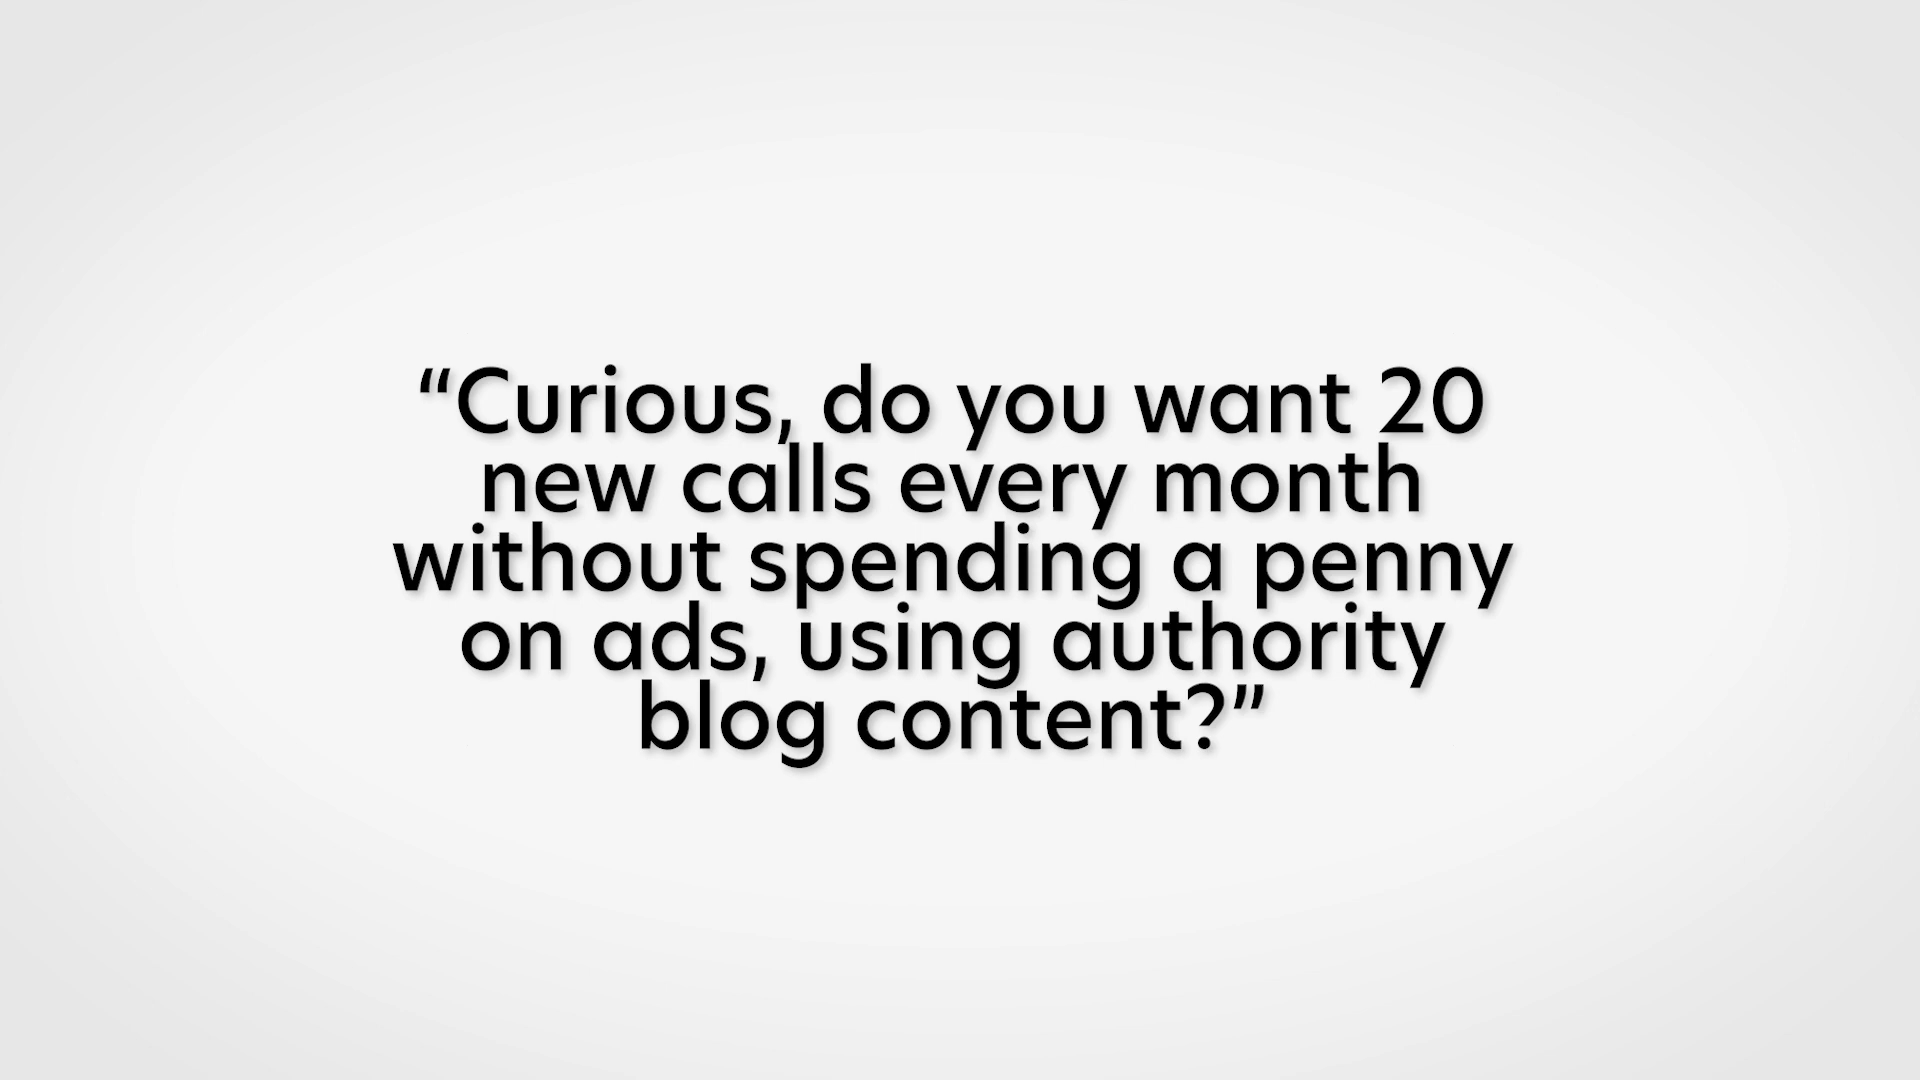 “Curious, do you want 20
new calls every month
without spending a penny
on ads, using authority
blog content?”